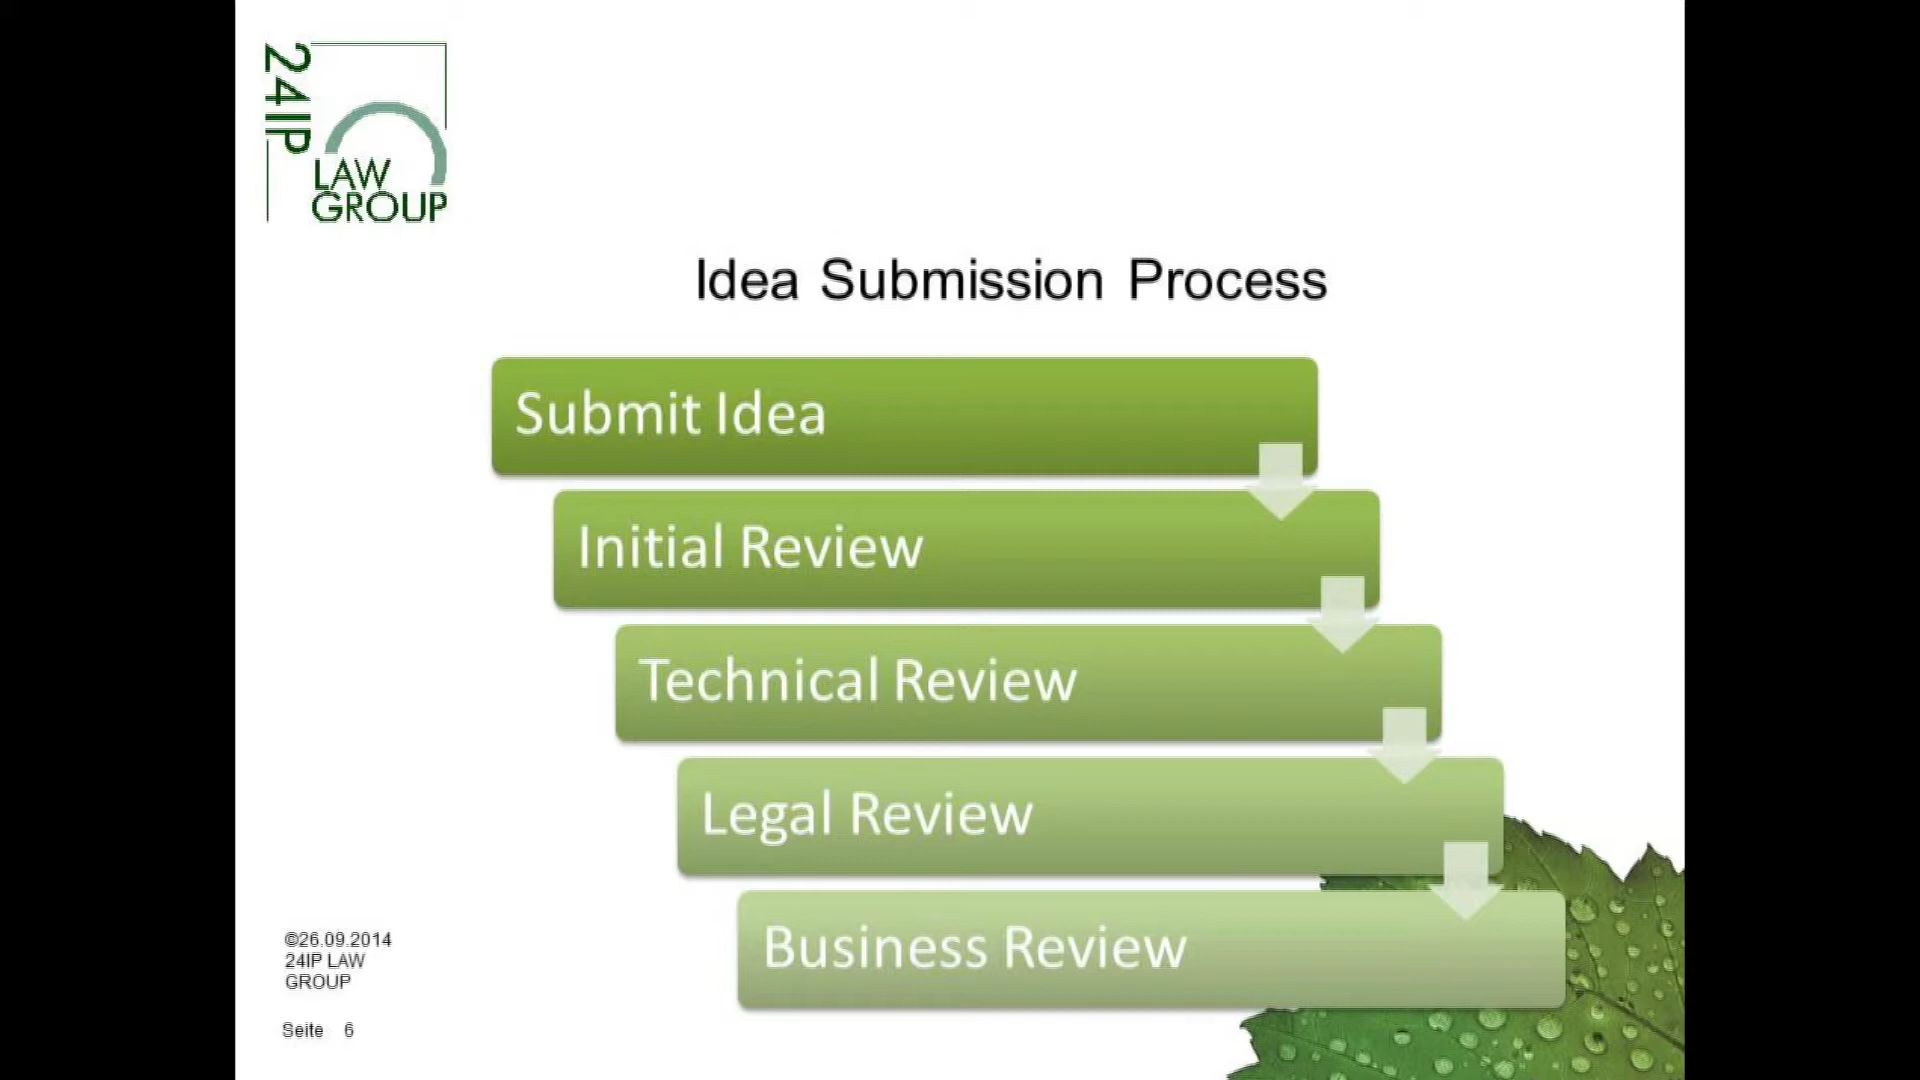 24IP
LAW
GROUP
Idea Submission Process
Submit Idea
Initial Review
Technical Review
Legal Review
Business Review
©26.09.2014
24IP LAW
GROUP
Seite 6